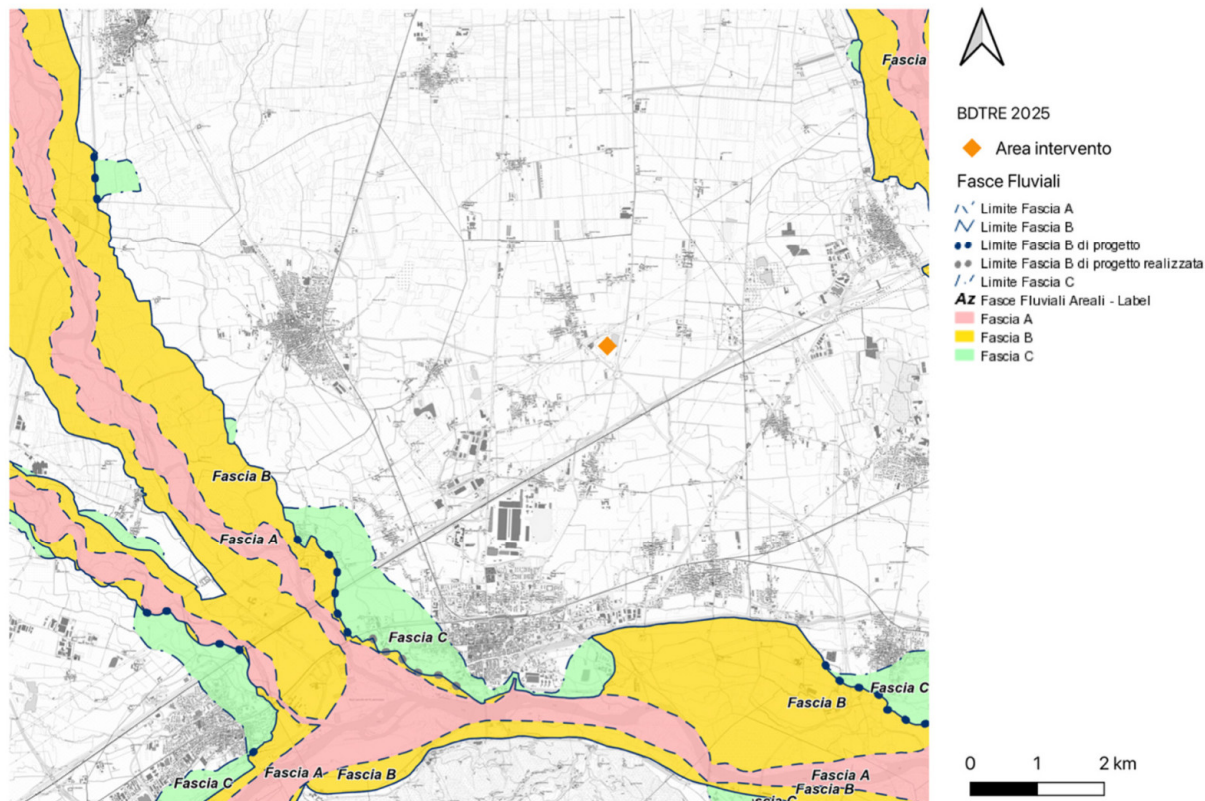 Fascia
BDTRE 2025
Area intervento
Fasce Fluviali
Limite Fascia A
Limite Fascia B
Limite Fascia B di progetto
Limite Fascia B di progetto realizzata
Limite Fascia C
Az Fasce Fluviali Areali - Label
Fascia A
Fascia B
Fascia C
Fascia B
Fascia A
Fascia C
Fascia C
Fascia B
Fascia A
Fascia B
Fascia C
Fascia A
Fascia B
0 1 2 km